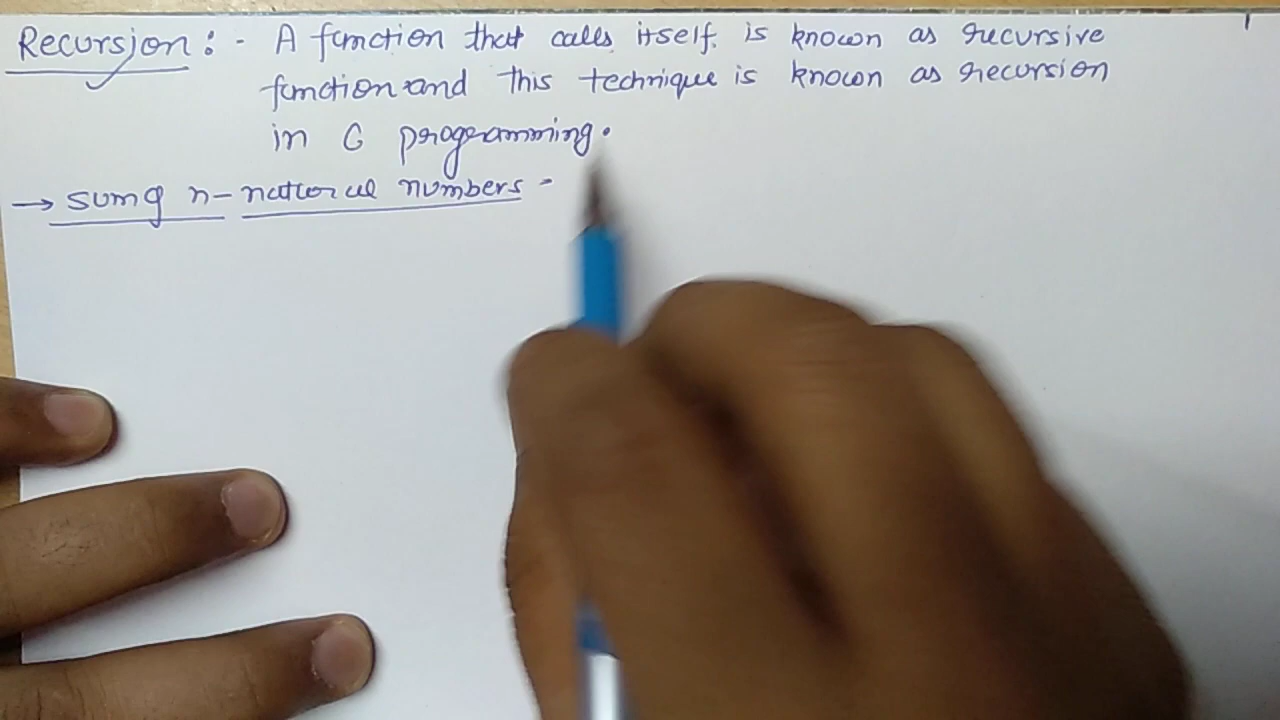 Recursion :- A function that calls itself. is known as recursive
function and this technique is known as recursion
in C programming.
→ sum of n- natural numbers -